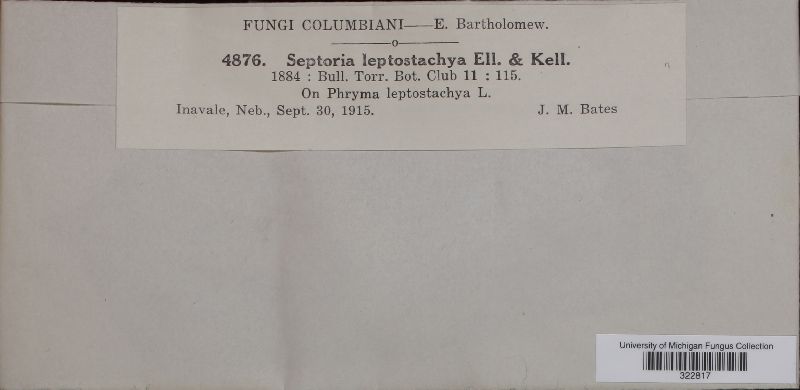 FUNGI COLUMBIANI—E. Bartholomew.
4876. Septoria leptostachya Ell. & Kell.
1884 : Bull. Torr. Bot. Club 11 : 115.
On Phryma leptostachya L.
Inavale, Neb., Sept. 30, 1915. J. M. Bates
University of Michigan Fungus Collection
322817